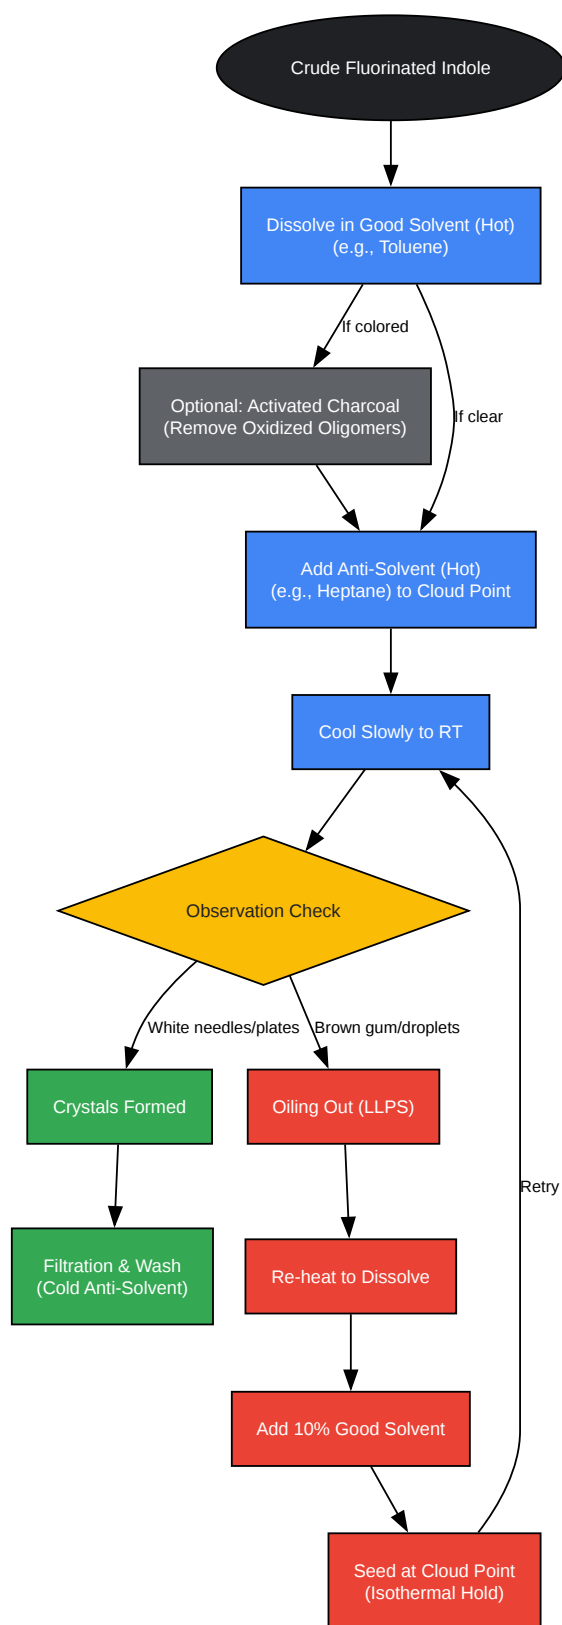 Crude Fluorinated Indole
Dissolve in Good Solvent (Hot)
(e.g., Toluene)
If colored
Optional: Activated Charcoal
(Remove Oxidized Oligomers)
If clear
Add Anti-Solvent (Hot)
(e.g., Heptane) to Cloud Point
Cool Slowly to RT
Observation Check
White needles/plates
Brown gum/droplets
Crystals Formed
Oiling Out (LLPS)
Retry
Filtration & Wash
(Cold Anti-Solvent)
Re-heat to Dissolve
Add 10% Good Solvent
Seed at Cloud Point
(Isothermal Hold)